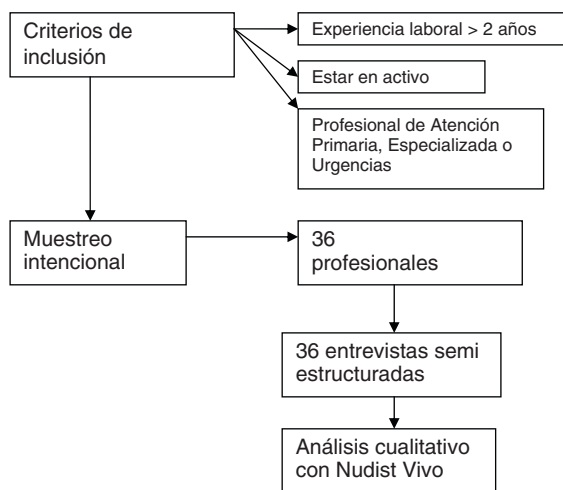 Criterios de
inclusión
Experiencia laboral > 2 años
Estar en activo
Profesional de Atención
Primaria, Especializada o
Urgencias
Muestreo
intencional
36
profesionales
36 entrevistas semi
estructuradas
Análisis cualitativo
con Nudist Vivo